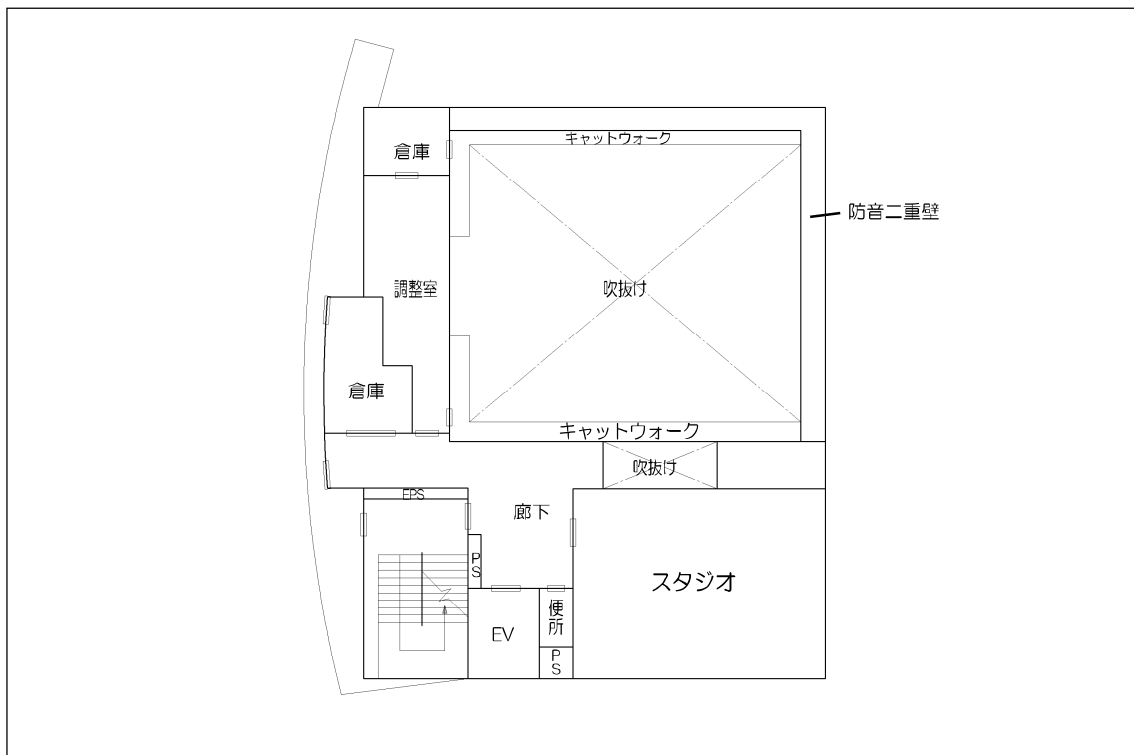 キャットウォーク
倉庫
防音二重壁
調整室
吹抜け
倉庫
キャットウォーク
吹抜け
EPS
廊下
PS
スタジオ
便所
EV
PS